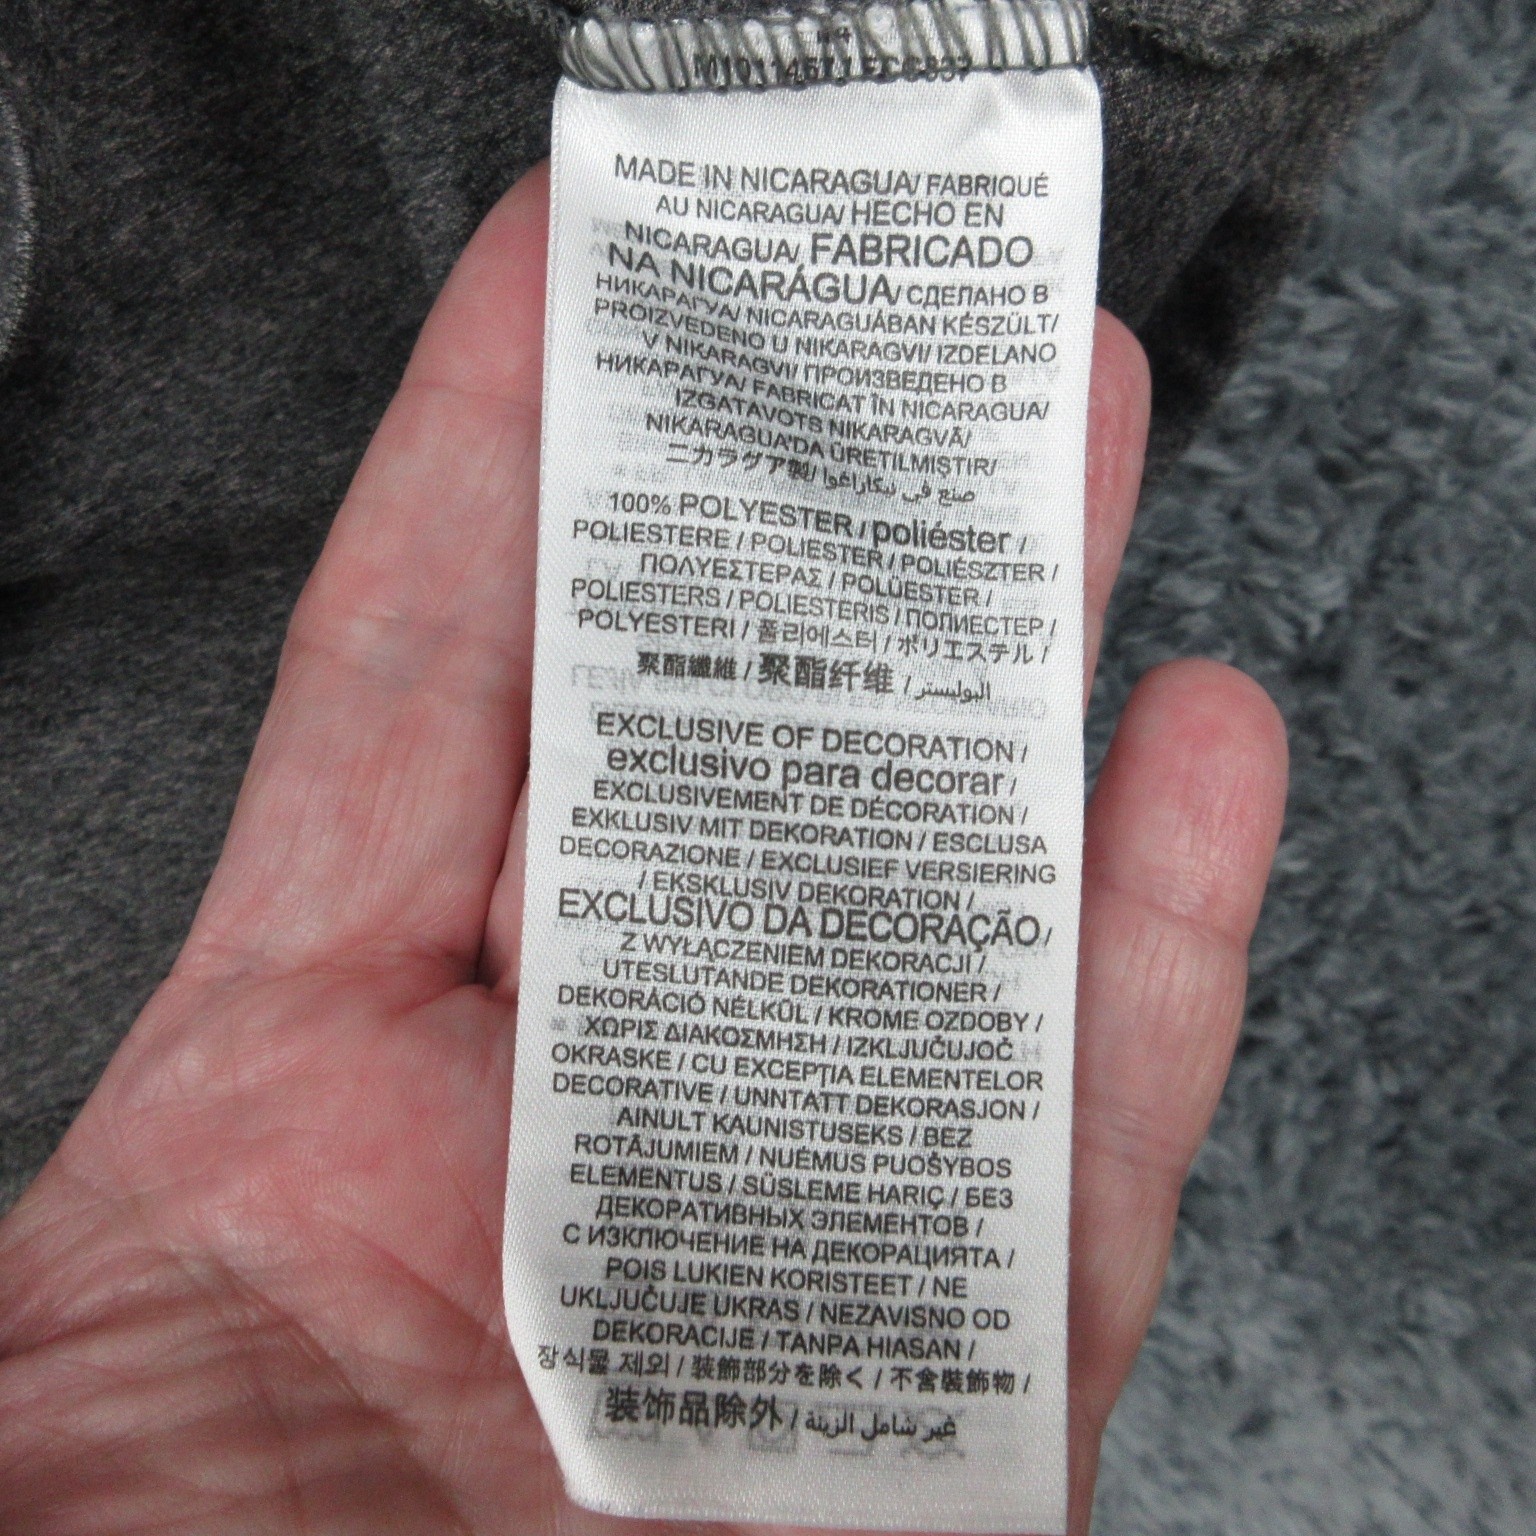 MADE IN NICARAGUA/ FABRIQUÉ
AU NICARAGUA/ HECHO EN
NICARAGUA/ FABRICADO
NA NICARÁGUA/ СДЕЛАНО В
НИКАРАГУА/ NICARAGUÁBAN KÉSZÜLT/
PROIZVEDENO U NIKARAGVI/ IZDELANO
V NIKARAGVI/ ПРОИЗВЕДЕНО В
НИКАРАГУА/ FABRICAT ÎN NICARAGUA/
IZGATAVOTS NIKARAGVĀ/
NIKARAGUA'DA ÜRETILMIŞTIR/
ニカラグア製/ صنع في نيكاراغوا
100% POLYESTER / poliéster /
POLIESTERE / POLIESTER / POLIÉSZTER /
ΠΟΛΥΕΣΤΕΡΑΣ / POLÜESTER /
POLIESTERS / POLIESTERIS / ПОЛИЕСТЕР /
POLYESTERI / 폴리에스터 / ポリエステル /
聚酯纖維 / 聚酯纤维 / البوليستر
EXCLUSIVE OF DECORATION /
exclusivo para decorar /
EXCLUSIVEMENT DE DÉCORATION /
EXKLUSIV MIT DEKORATION / ESCLUSA
DECORAZIONE / EXCLUSIEF VERSIERING
/ EKSKLUSIV DEKORATION /
EXCLUSIVO DA DECORAÇÃO /
Z WYŁĄCZENIEM DEKORACJI /
UTESLUTANDE DEKORATIONER /
DEKORÁCIÓ NÉLKÜL / KROME OZDOBY /
ΧΩΡΙΣ ΔΙΑΚΟΣΜΗΣΗ / IZKLJUČUJOČ
OKRASKE / CU EXCEPŢIA ELEMENTELOR
DECORATIVE / UNNTATT DEKORASJON /
AINULT KAUNISTUSEKS / BEZ
ROTĀJUMIEM / NUĖMUS PUOŠYBOS
ELEMENTUS / SÜSLEME HARIÇ / БЕЗ
ДЕКОРАТИВНЫХ ЭЛЕМЕНТОВ /
С ИЗКЛЮЧЕНИЕ НА ДЕКОРАЦИЯТА /
POIS LUKIEN KORISTEET / NE
UKLJUČUJE UKRAS / NEZAVISNO OD
DEKORACIJE / TANPA HIASAN /
장식물 제외 / 装飾部分を除く / 不含裝飾物 /
装饰品除外 / غير شامل الزينة